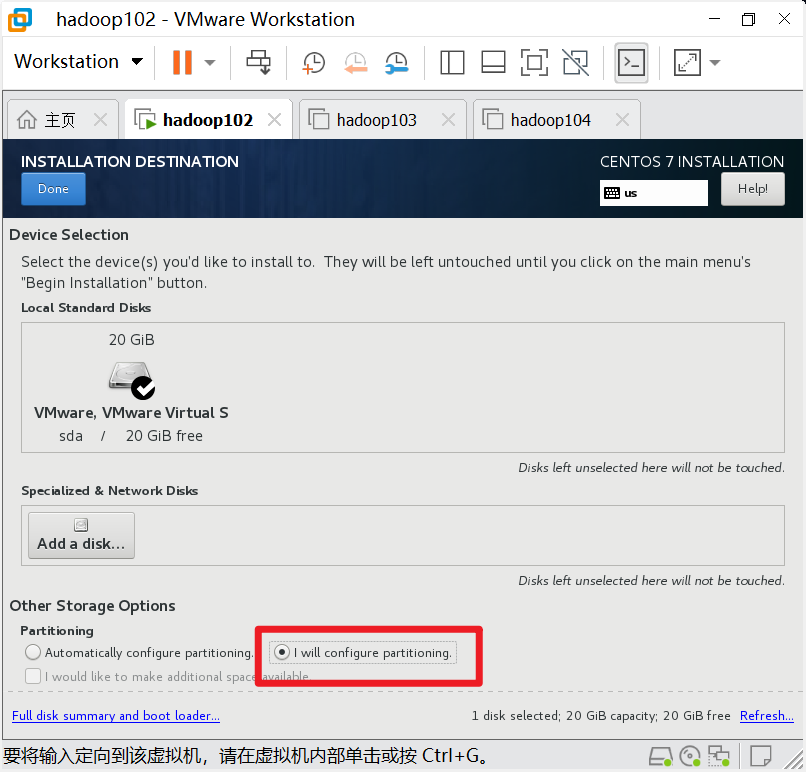 hadoop102 - VMware Workstation
Workstation
主页 hadoop102 hadoop103 hadoop104
INSTALLATION DESTINATION CENTOS 7 INSTALLATION
Done us Help!
Device Selection
Select the device(s) you'd like to install to. They will be left untouched until you click on the main menu's
"Begin Installation" button.
Local Standard Disks
20 GiB
VMware, VMware Virtual S
sda / 20 GiB free
Disks left unselected here will not be touched.
Specialized & Network Disks
Add a disk...
Disks left unselected here will not be touched.
Other Storage Options
Partitioning
Automatically configure partitioning. I will configure partitioning.
I would like to make additional space available.
Full disk summary and boot loader... 1 disk selected; 20 GiB capacity; 20 GiB free Refresh...
要将输入定向到该虚拟机，请在虚拟机内部单击或按 Ctrl+G。